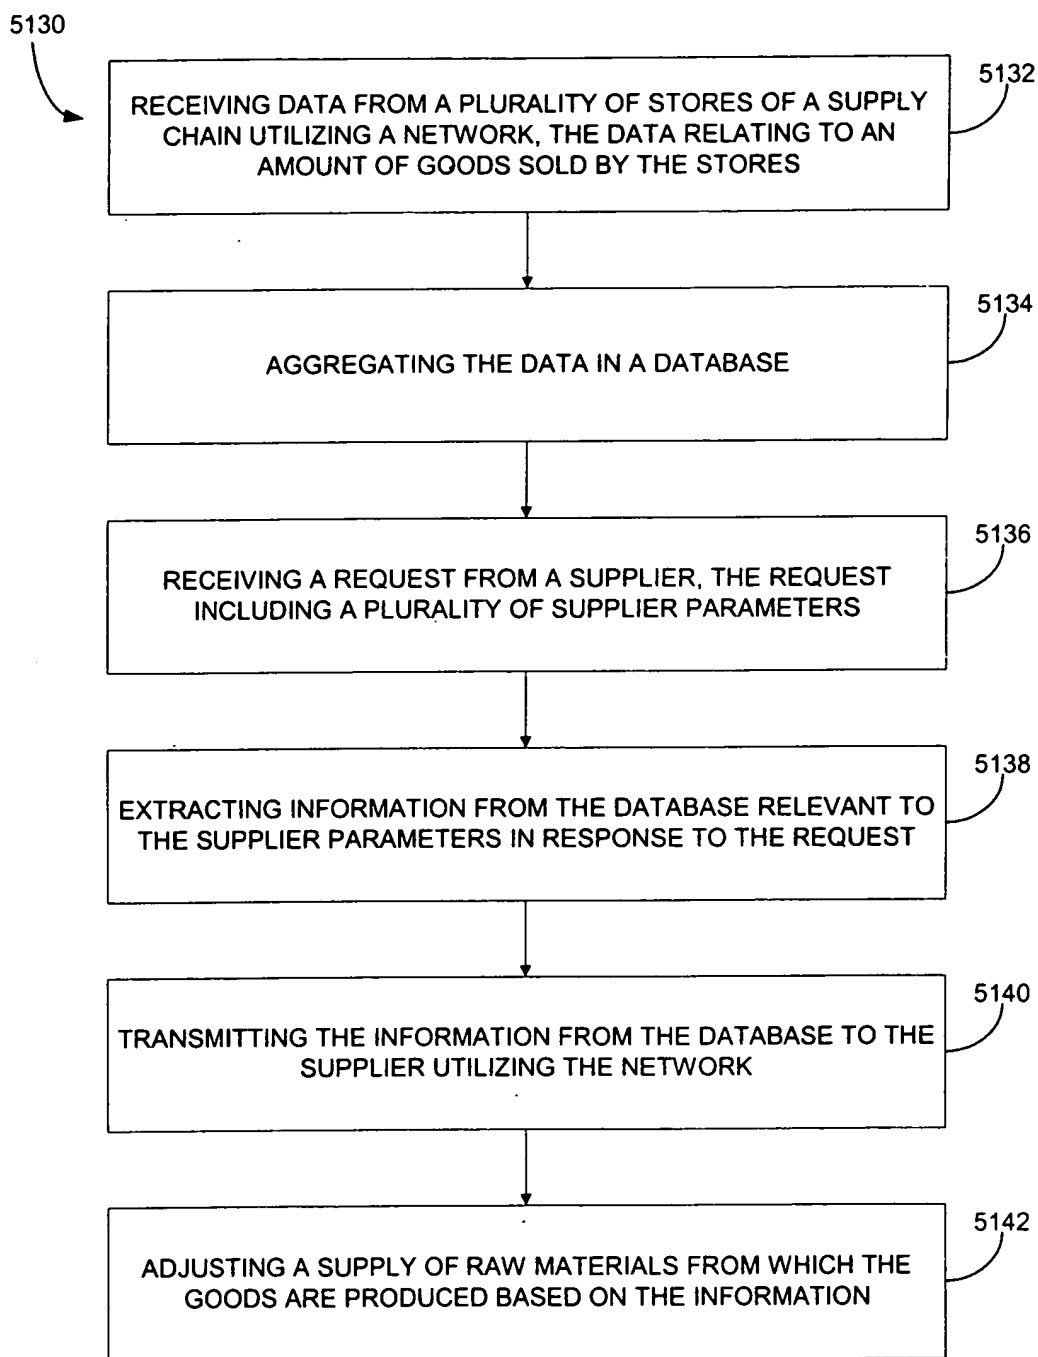 5130
5132
RECEIVING DATA FROM A PLURALITY OF STORES OF A SUPPLY
CHAIN UTILIZING A NETWORK, THE DATA RELATING TO AN
AMOUNT OF GOODS SOLD BY THE STORES
5134
AGGREGATING THE DATA IN A DATABASE
5136
RECEIVING A REQUEST FROM A SUPPLIER, THE REQUEST
INCLUDING A PLURALITY OF SUPPLIER PARAMETERS
5138
EXTRACTING INFORMATION FROM THE DATABASE RELEVANT TO
THE SUPPLIER PARAMETERS IN RESPONSE TO THE REQUEST
5140
TRANSMITTING THE INFORMATION FROM THE DATABASE TO THE
SUPPLIER UTILIZING THE NETWORK
5142
ADJUSTING A SUPPLY OF RAW MATERIALS FROM WHICH THE
GOODS ARE PRODUCED BASED ON THE INFORMATION